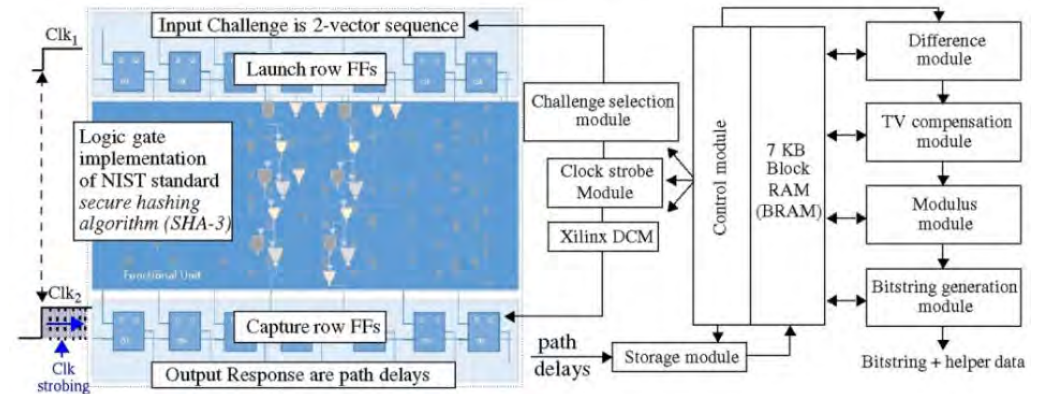 Clk1
Input Challenge is 2-vector sequence
Launch row FFs
Logic gate
implementation
of NIST standard
secure hashing
algorithm (SHA-3)
Functional Unit
Clk2
Clk
strobing
Capture row FFs
Output Response are path delays
Challenge selection
module
Clock strobe
Module
Xilinx DCM
path
delays
Storage module
Control module
7 KB
Block
RAM
(BRAM)
Difference
module
TV compensation
module
Modulus
module
Bitstring generation
module
Bitstring + helper data